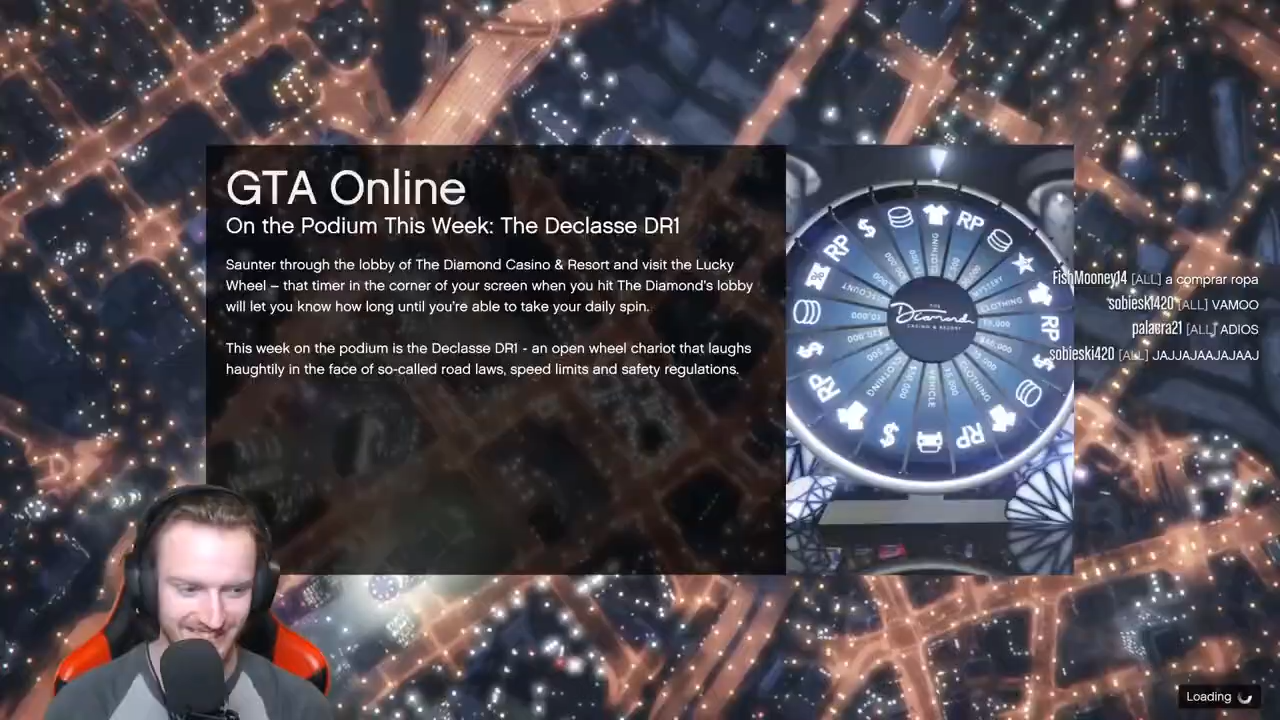 GTA Online
On the Podium This Week: The Declasse DR1
Saunter through the lobby of The Diamond Casino & Resort and visit the Lucky
Wheel – that timer in the corner of your screen when you hit The Diamond's lobby
will let you know how long until you're able to take your daily spin.
This week on the podium is the Declasse DR1 - an open wheel chariot that laughs
haughtily in the face of so-called road laws, speed limits and safety regulations.
RP
$
RP
RP
RP
$
RP
$
CLOTHING
CLOTHING
CLOTHING
VEHICLE
CLOTHING
DISCOUNT
THE
Diamond
CASINO & RESORT
FishMooney14 [ALL] a comprar ropa
sobieski420 [ALL] VAMOO
palacra21 [ALL] ADIOS
sobieski420 [ALL] JAJJAJAAJAJAAJ
Loading